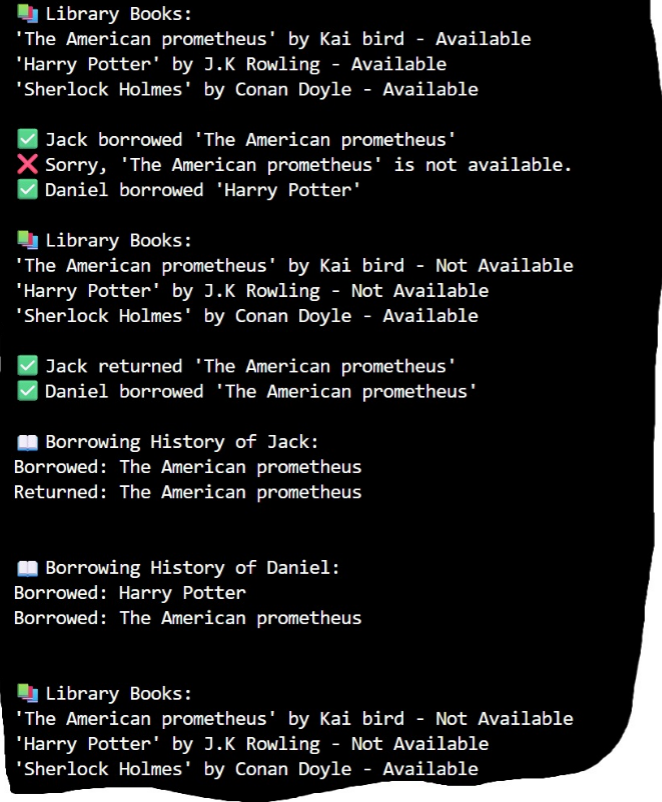 📚 Library Books:
'The American prometheus' by Kai bird - Available
'Harry Potter' by J.K Rowling - Available
'Sherlock Holmes' by Conan Doyle - Available
✅ Jack borrowed 'The American prometheus'
❌ Sorry, 'The American prometheus' is not available.
✅ Daniel borrowed 'Harry Potter'
📚 Library Books:
'The American prometheus' by Kai bird - Not Available
'Harry Potter' by J.K Rowling - Not Available
'Sherlock Holmes' by Conan Doyle - Available
✅ Jack returned 'The American prometheus'
✅ Daniel borrowed 'The American prometheus'
📖 Borrowing History of Jack:
Borrowed: The American prometheus
Returned: The American prometheus
📖 Borrowing History of Daniel:
Borrowed: Harry Potter
Borrowed: The American prometheus
📚 Library Books:
'The American prometheus' by Kai bird - Not Available
'Harry Potter' by J.K Rowling - Not Available
'Sherlock Holmes' by Conan Doyle - Available